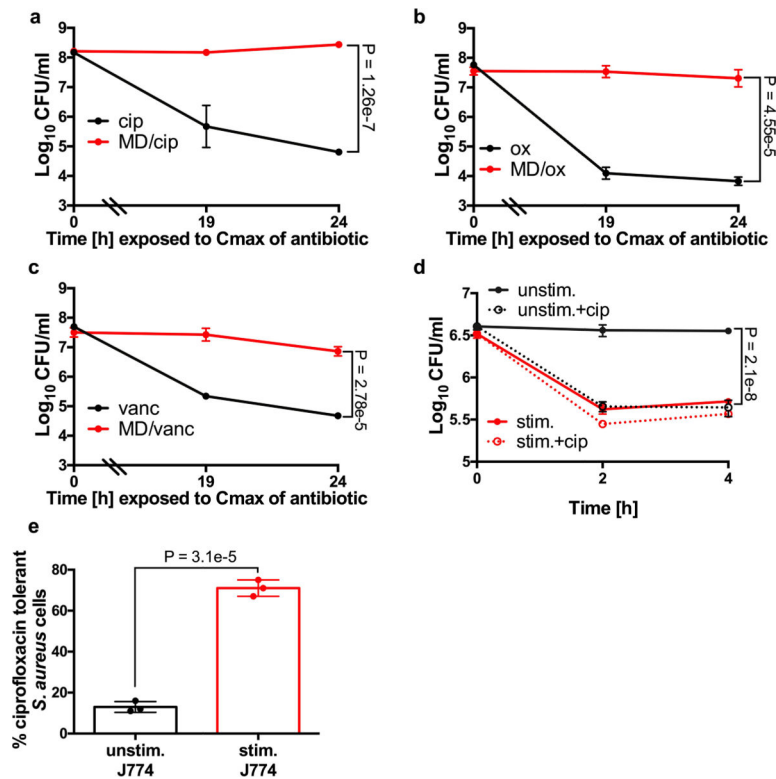 a
Log10 CFU/ml
9
8
7
6
5
4
3
cip
MD/cip
P = 1.26e-7
0 19 24
Time [h] exposed to Cmax of antibiotic
b
Log10 CFU/ml
9
8
7
6
5
4
3
ox
MD/ox
P = 4.55e-5
0 19 24
Time [h] exposed to Cmax of antibiotic
c
Log10 CFU/ml
9
8
7
6
5
4
3
vanc
MD/vanc
P = 2.78e-5
0 19 24
Time [h] exposed to Cmax of antibiotic
d
unstim.
unstim.+cip
Log10 CFU/ml
7
6.5
6
5.5
5
stim.
stim.+cip
P = 2.1e-8
0 2 4
Time [h]
e
P = 3.1e-5
% ciprofloxacin tolerant
S. aureus cells
80
60
40
20
0
unstim. stim.
J774 J774